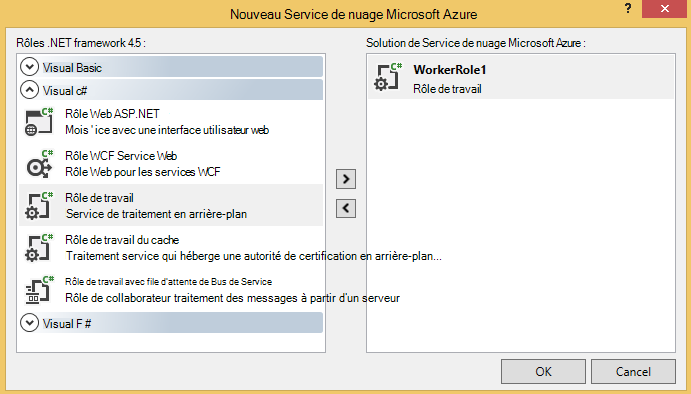 Nouveau Service de nuage Microsoft Azure
? ×
Rôles .NET framework 4.5 :
Visual Basic
Visual c#
C#
Rôle Web ASP.NET
Mois ' ice avec une interface utilisateur web
C#
Rôle WCF Service Web
Rôle Web pour les services WCF
C#
Rôle de travail
Service de traitement en arrière-plan
C#
Rôle de travail du cache
Traitement service qui héberge une autorité de certification en arrière-plan...
C#
Rôle de travail avec file d'attente de Bus de Service
Rôle de collaborateur traitement des messages à partir d'un serveur
Visual F #
>
<
Solution de Service de nuage Microsoft Azure :
C#
WorkerRole1
Rôle de travail
OK
Cancel